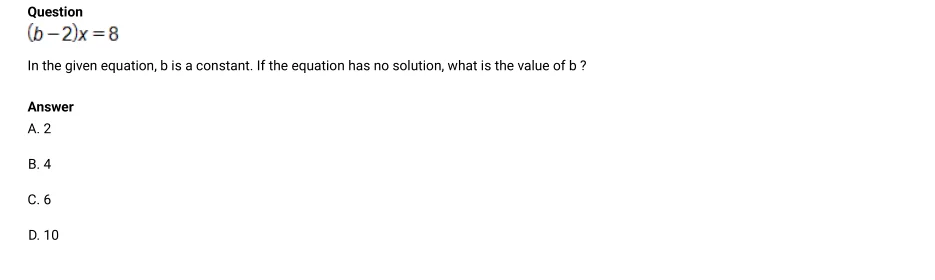 Question
(b−2)x=8
In the given equation, b is a constant. If the equation has no solution, what is the value of b ?
Answer
A. 2
B. 4
C. 6
D. 10